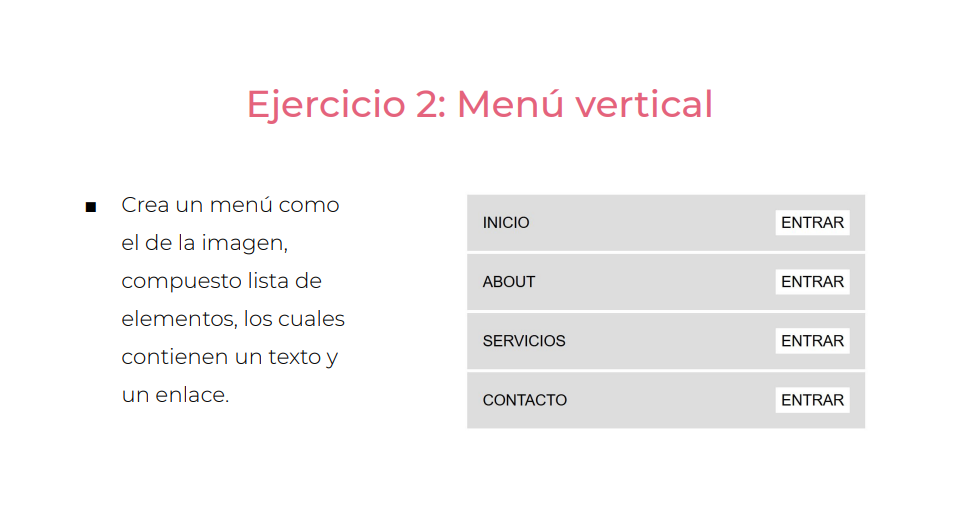 Ejercicio 2: Menú vertical
■ Crea un menú como
el de la imagen,
compuesto lista de
elementos, los cuales
contienen un texto y
un enlace.
INICIO ENTRAR
ABOUT ENTRAR
SERVICIOS ENTRAR
CONTACTO ENTRAR